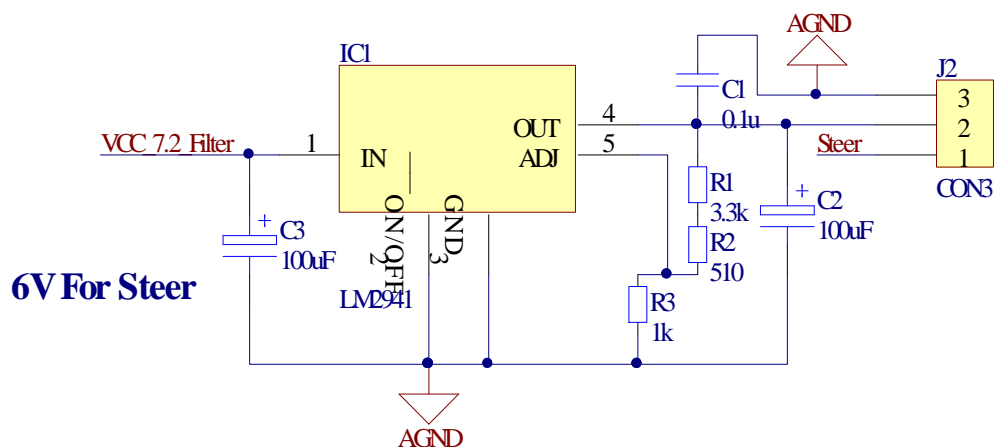 AGND
IC1
J2
C1
0.1u
3
4
OUT
2
VCC_7.2_Filter
1
IN
5
ADJ
Steer
1
CON3
R1
3.3k
C2
100uF
ON/OFF
2
GND
3
C3
100uF
R2
510
6V For Steer
LM2941
R3
1k
AGND